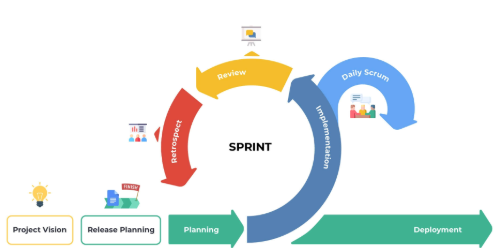 Review
Daily Scrum
FINISH
Retrospect
SPRINT
Implementation
Project Vision
Release Planning
Planning
Deployment